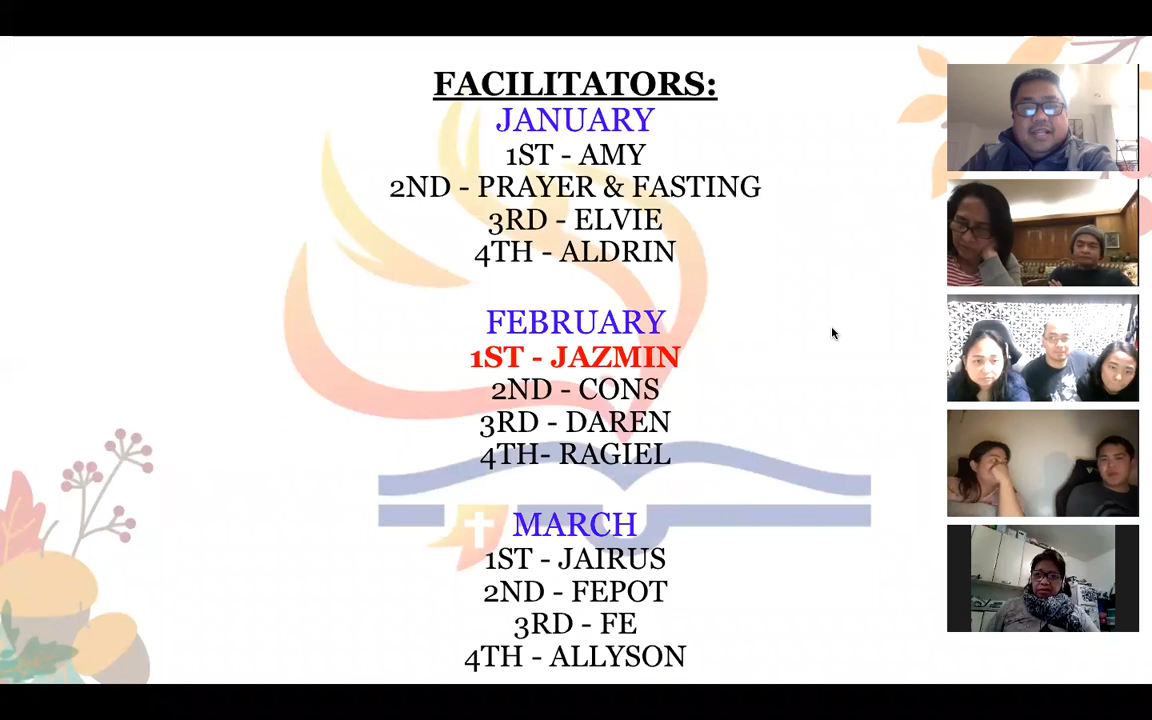 FACILITATORS:
JANUARY
1ST - AMY
2ND - PRAYER & FASTING
3RD - ELVIE
4TH - ALDRIN
FEBRUARY
1ST - JAZMIN
2ND - CONS
3RD - DAREN
4TH- RAGIEL
MARCH
1ST - JAIRUS
2ND - FEPOT
3RD - FE
4TH - ALLYSON